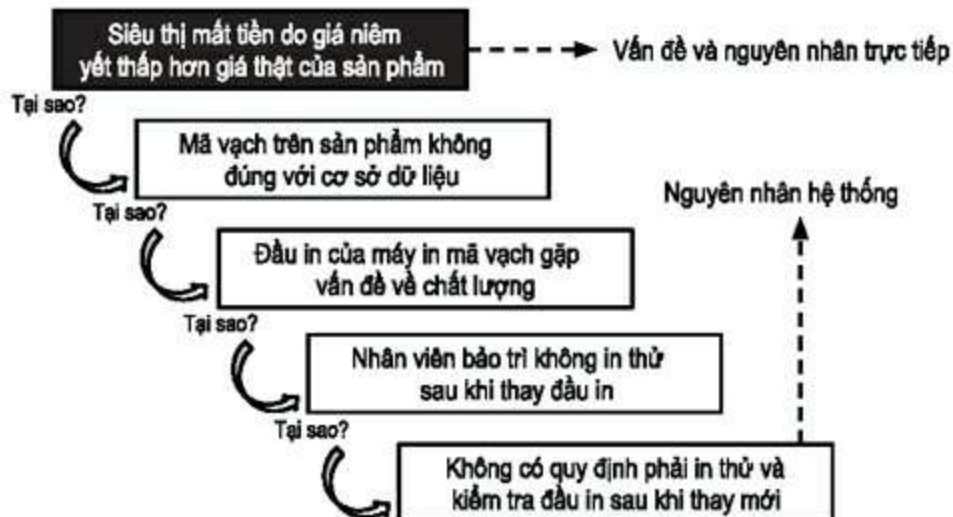 Siêu thị mất tiền do giá niêm
yết thấp hơn giá thật của sản phẩm
Vấn đề và nguyên nhân trực tiếp
Tại sao?
Mã vạch trên sản phẩm không
đúng với cơ sở dữ liệu
Nguyên nhân hệ thống
Tại sao?
Đầu in của máy in mã vạch gặp
vấn đề về chất lượng
Tại sao?
Nhân viên bảo trì không in thử
sau khi thay đầu in
Tại sao?
Không có quy định phải in thử và
kiểm tra đầu in sau khi thay mới